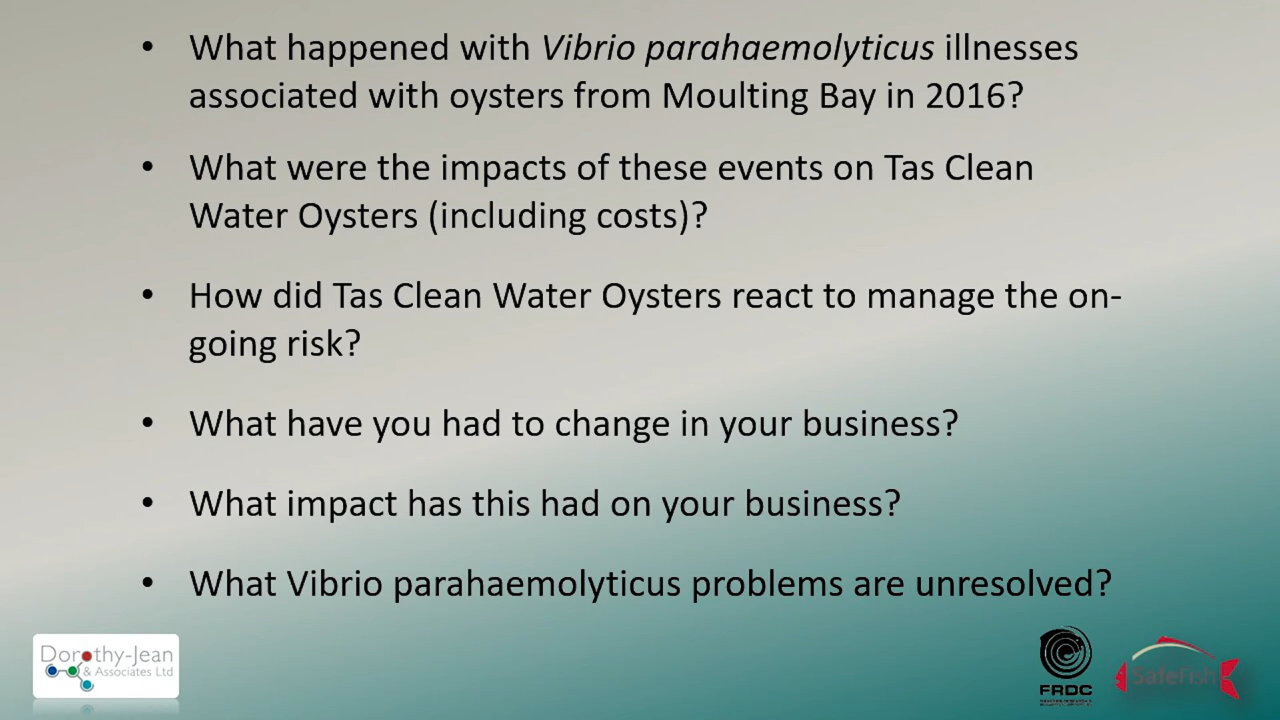 • What happened with Vibrio parahaemolyticus illnesses
associated with oysters from Moulting Bay in 2016?
• What were the impacts of these events on Tas Clean
Water Oysters (including costs)?
• How did Tas Clean Water Oysters react to manage the on-
going risk?
• What have you had to change in your business?
• What impact has this had on your business?
• What Vibrio parahaemolyticus problems are unresolved?
Dorothy-Jean
& Associates Ltd
FRDC
SafeFish